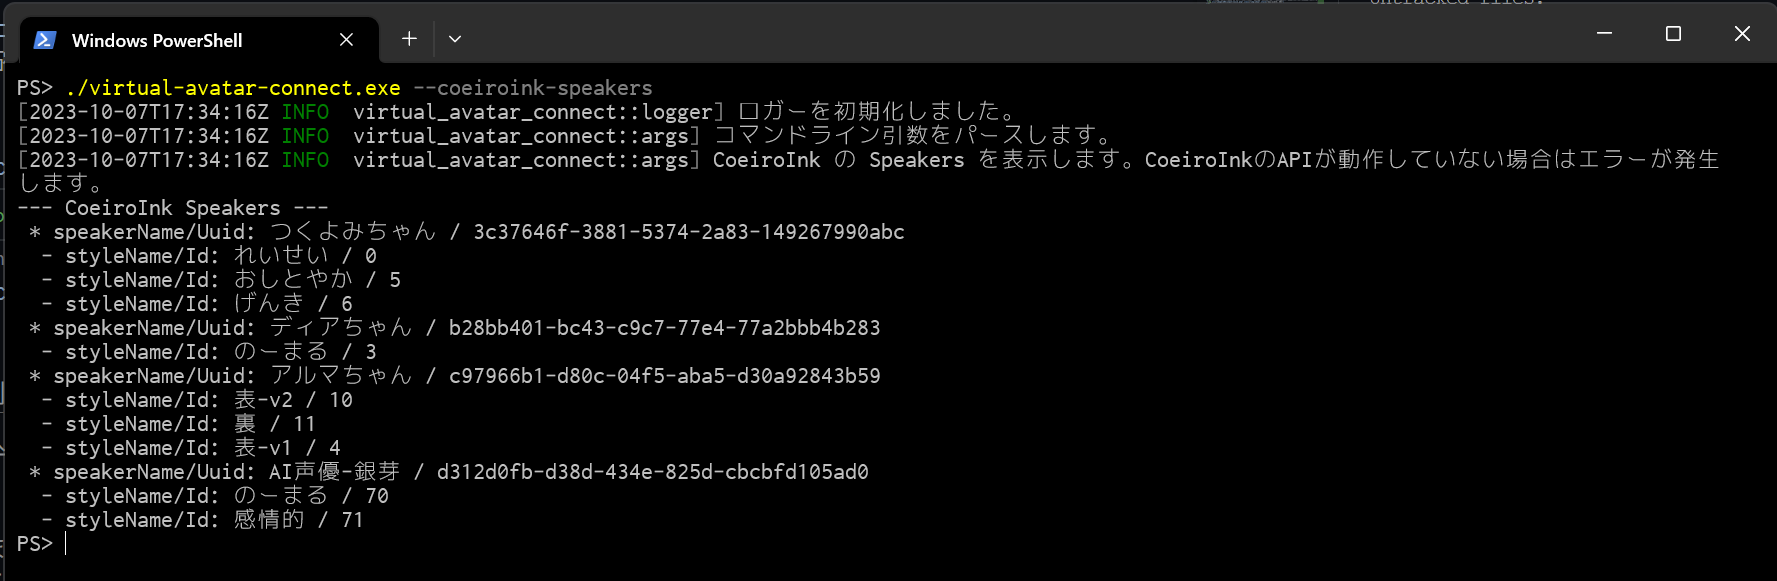 untracked files:
Windows PowerShell
PS> ./virtual-avatar-connect.exe --coeiroink-speakers
[2023-10-07T17:34:16Z INFO  virtual_avatar_connect::logger] ロガーを初期化しました。
[2023-10-07T17:34:16Z INFO  virtual_avatar_connect::args] コマンドライン引数をパースします。
[2023-10-07T17:34:16Z INFO  virtual_avatar_connect::args] CoeiroInk の Speakers を表示します。CoeiroInkのAPIが動作していない場合はエラーが発生
します。
--- CoeiroInk Speakers ---
 * speakerName/Uuid: つくよみちゃん / 3c37646f-3881-5374-2a83-149267990abc
  - styleName/Id: れいせい / 0
  - styleName/Id: おしとやか / 5
  - styleName/Id: げんき / 6
 * speakerName/Uuid: ディアちゃん / b28bb401-bc43-c9c7-77e4-77a2bbb4b283
  - styleName/Id: のーまる / 3
 * speakerName/Uuid: アルマちゃん / c97966b1-d80c-04f5-aba5-d30a92843b59
  - styleName/Id: 表-v2 / 10
  - styleName/Id: 裏 / 11
  - styleName/Id: 表-v1 / 4
 * speakerName/Uuid: AI声優-銀芽 / d312d0fb-d38d-434e-825d-cbcbfd105ad0
  - styleName/Id: のーまる / 70
  - styleName/Id: 感情的 / 71
PS>